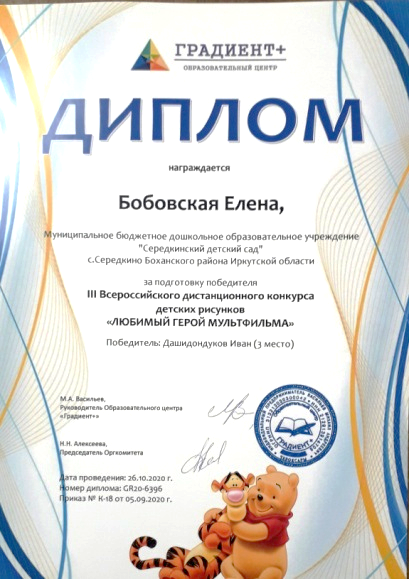 ГРАДИЕНТ+
ОБРАЗОВАТЕЛЬНЫЙ ЦЕНТР
ДИПЛОМ
награждается
Бобовская Елена,
Муниципальное бюджетное дошкольное образовательное учреждение
"Середкинский детский сад"
с.Середкино Боханского района Иркутской области
за подготовку победителя
III Всероссийского дистанционного конкурса
детских рисунков
«ЛЮБИМЫЙ ГЕРОЙ МУЛЬТФИЛЬМА»
Победитель: Дашидондуков Иван (3 место)
М.А. Васильев,
Руководитель Образовательного центра
«Градиент+»
ГРАДИЕНТ+
Н.Н. Алексеева,
Председатель Оргкомитета
Дата проведения: 26.10.2020 г.
Номер диплома: GR20-6396
Приказ № К-18 от 05.09.2020 г.